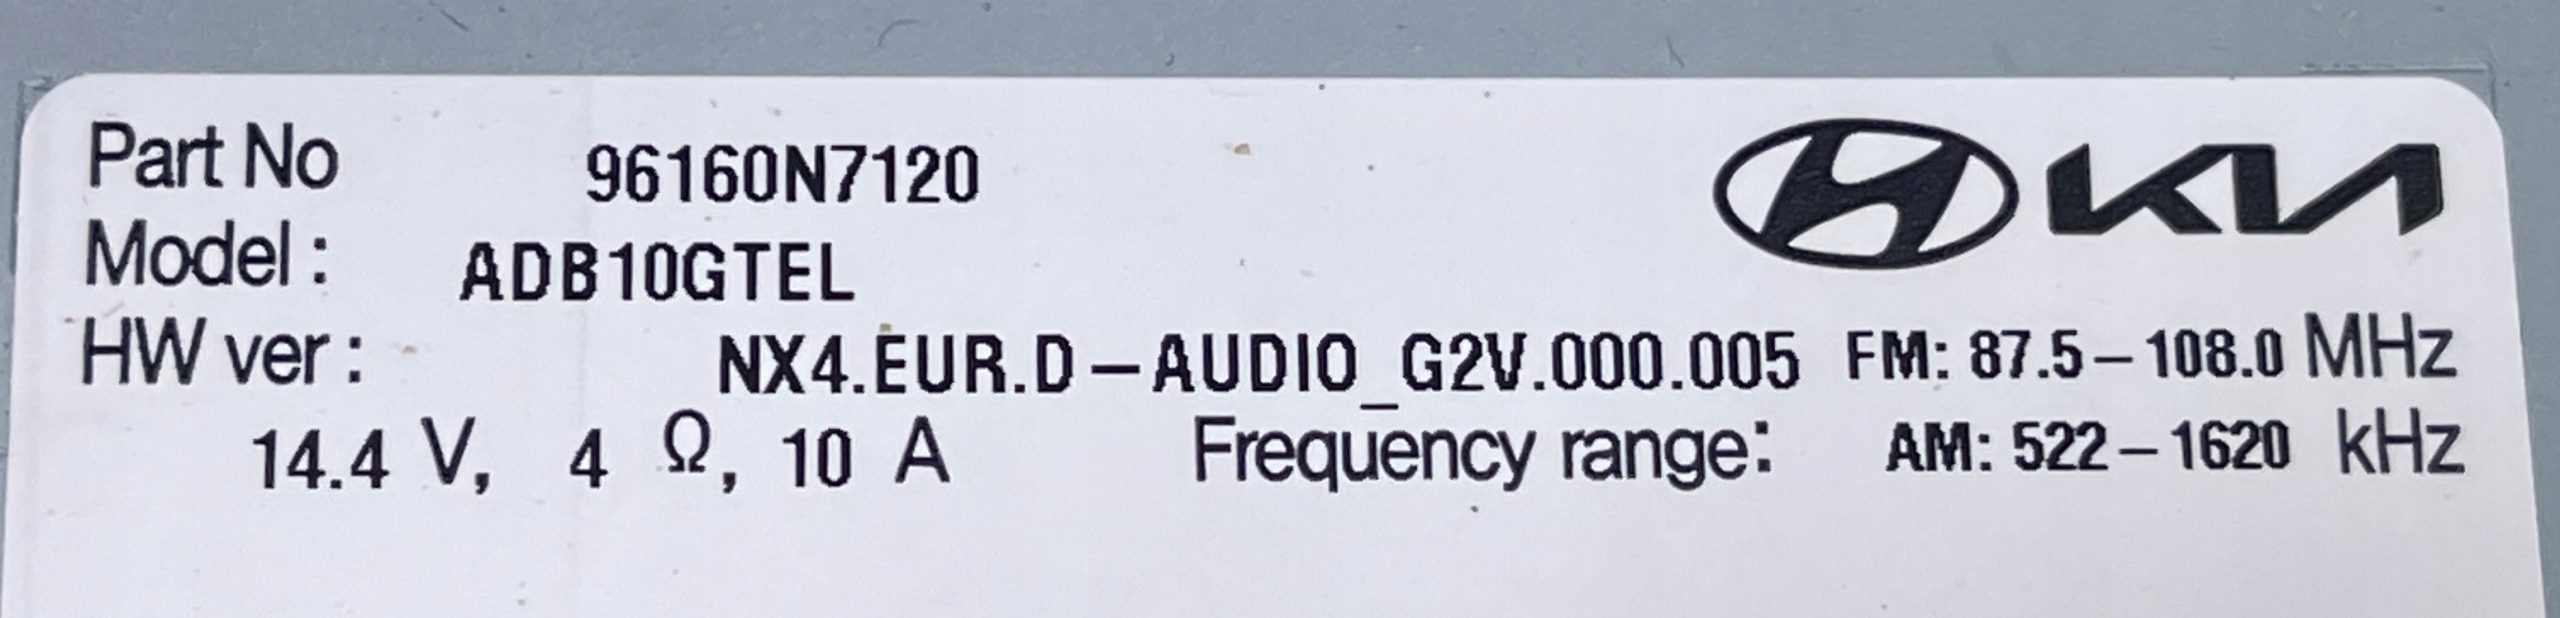 Part No 96160N7120 KIA
Model : ADB10GTEL
HW ver : NX4.EUR.D-AUDIO_G2V.000.005 FM: 87.5-108.0 MHz
14.4 V, 4 Ω, 10 A Frequency range: AM: 522-1620 kHz